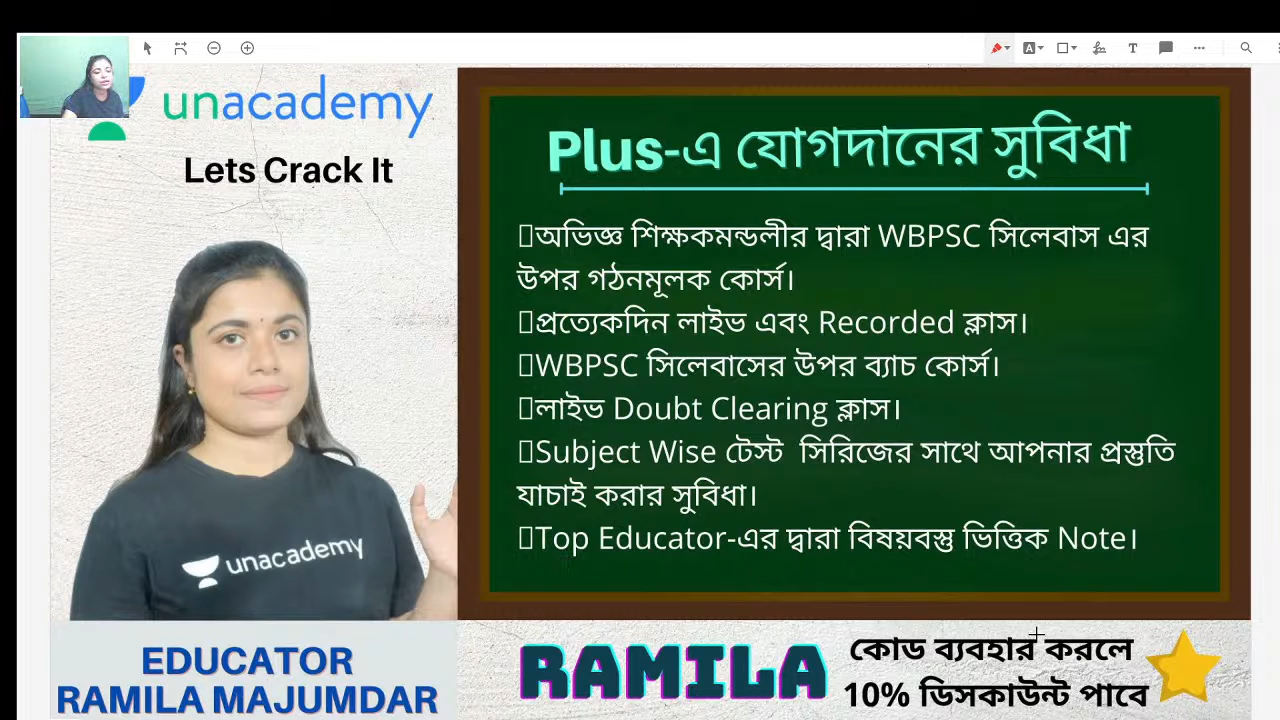 unacademy
Lets Crack It
Plus-এ যোগদানের সুবিধা
অভিজ্ঞ শিক্ষকমন্ডলীর দ্বারা WBPSC সিলেবাস এর
উপর গঠনমূলক কোর্স।
প্রত্যেকদিন লাইভ এবং Recorded ক্লাস।
WBPSC সিলেবাসের উপর ব্যাচ কোর্স।
লাইভ Doubt Clearing ক্লাস।
Subject Wise টেস্ট সিরিজের সাথে আপনার প্রস্তুতি
যাচাই করার সুবিধা।
Top Educator-এর দ্বারা বিষয়বস্তু ভিত্তিক Note।
unacademy
EDUCATOR
RAMILA MAJUMDAR
RAMILA
কোড ব্যবহার করলে
10% ডিসকাউন্ট পাবে